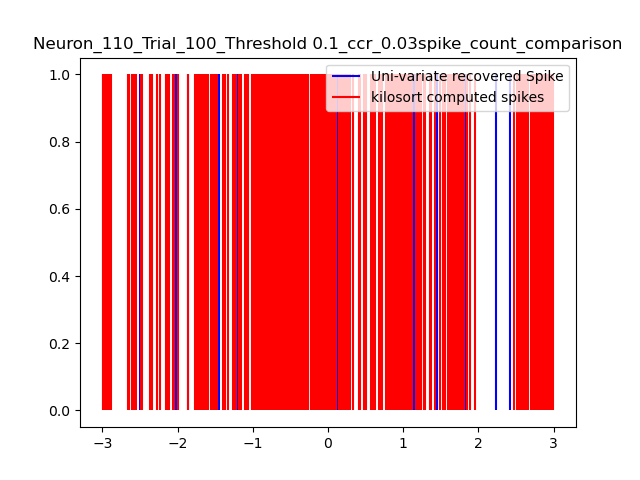 Neuron_110_Trial_100_Threshold 0.1_ccr_0.03spike_count_comparison
Uni-variate recovered Spike
kilosort computed spikes
1.0
0.8
0.6
0.4
0.2
0.0
−3 −2 −1 0 1 2 3